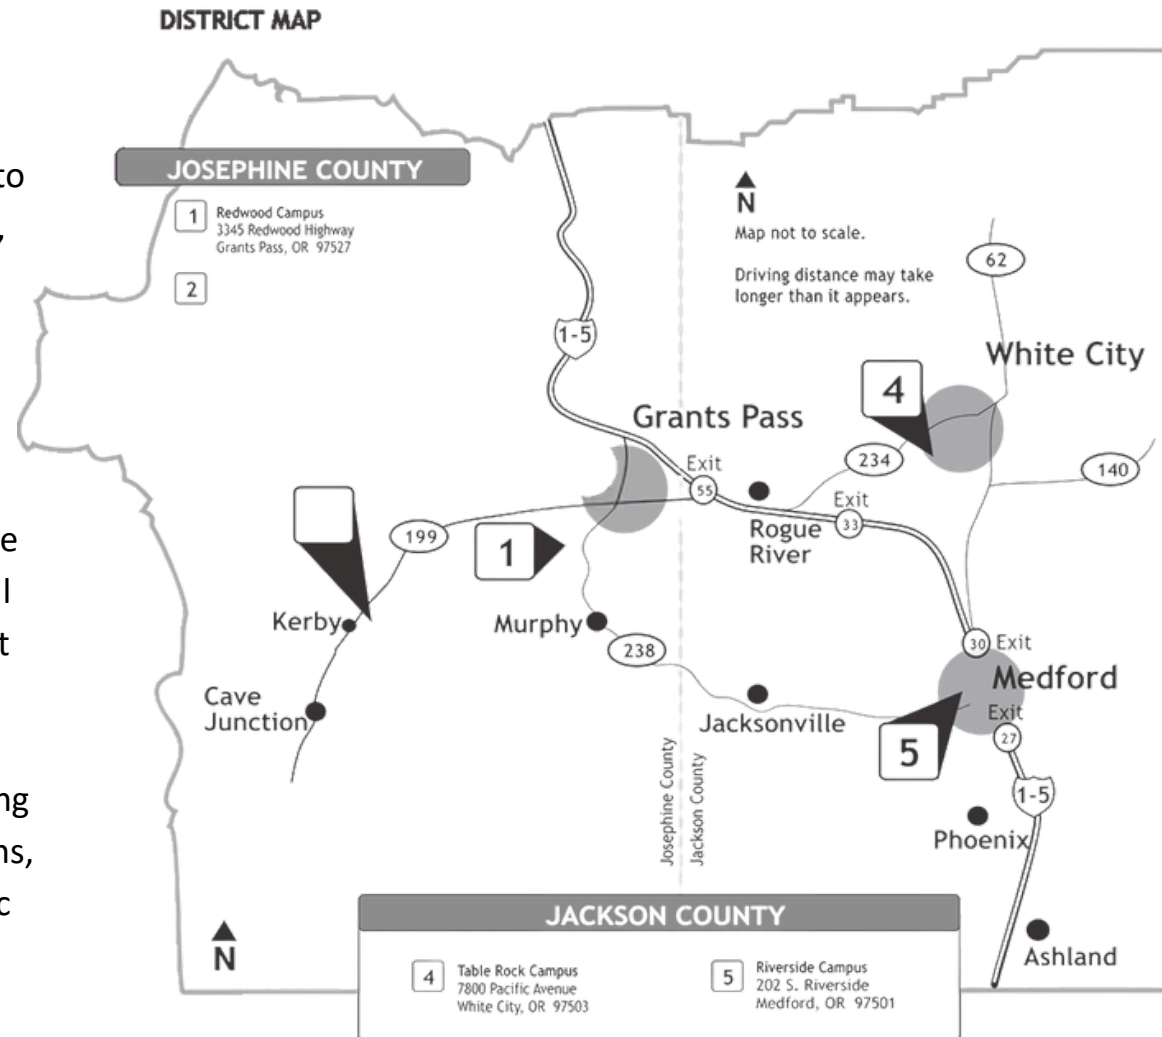 DISTRICT MAP
to
,
JOSEPHINE COUNTY
1 Redwood Campus
3345 Redwood Highway
Grants Pass, OR 97527
2
N
Map not to scale.
Driving distance may take
longer than it appears.
62
1-5
White City
4
Grants Pass
234
140
Exit
55
Exit
33
Rogue
River
199
1
e
l
t
Kerby
Murphy
238
30 Exit
Medford
Cave
Junction
Jacksonville
Exit
27
5
1-5
Josephine County
Jackson County
ng
ns,
c
Phoenix
Ashland
N
JACKSON COUNTY
4 Table Rock Campus
7800 Pacific Avenue
White City, OR 97503
5 Riverside Campus
202 S. Riverside
Medford, OR 97501